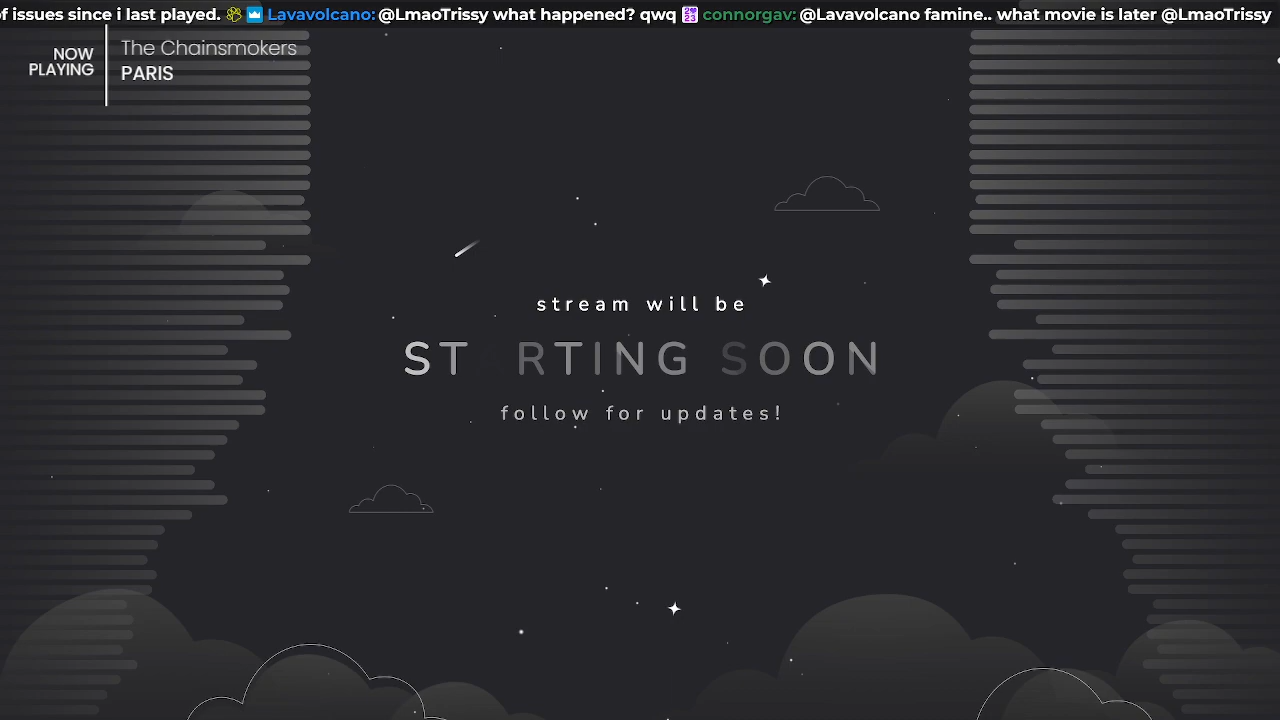 of issues since i last played. Lavavolcano: @LmaoTrissy what happened? qwq connorgav: @Lavavolcano famine.. what movie is later @LmaoTrissy
NOW PLAYING
The Chainsmokers
PARIS
stream will be
STARTING SOON
follow for updates!